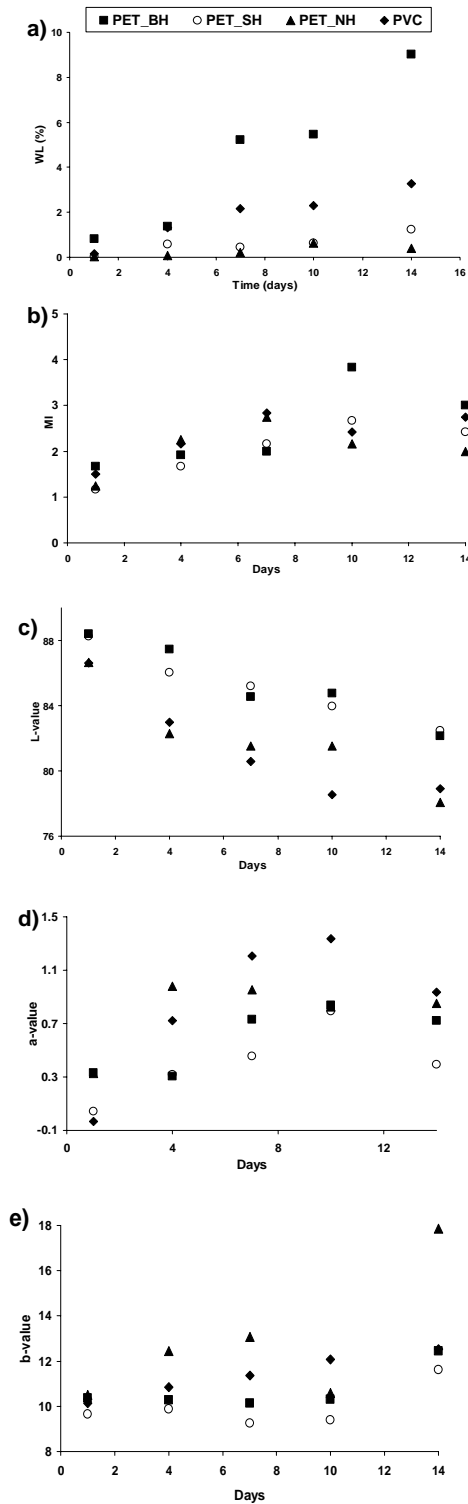 PET_BH PET_SH PET_NH PVC
a)
10
8
6
4
2
0
WL (%)
0 2 4 6 8 10 12 14 16
Time (days)
b)
5
4
3
2
1
0
MI
0 2 4 6 8 10 12 14
Days
c)
88
84
80
76
L-value
0 2 4 6 8 10 12 14
Days
d)
1.5
1.1
0.7
0.3
-0.1
a-value
0 4 8 12
Days
e)
18
16
14
12
10
8
b-value
0 2 4 6 8 10 12 14
Days